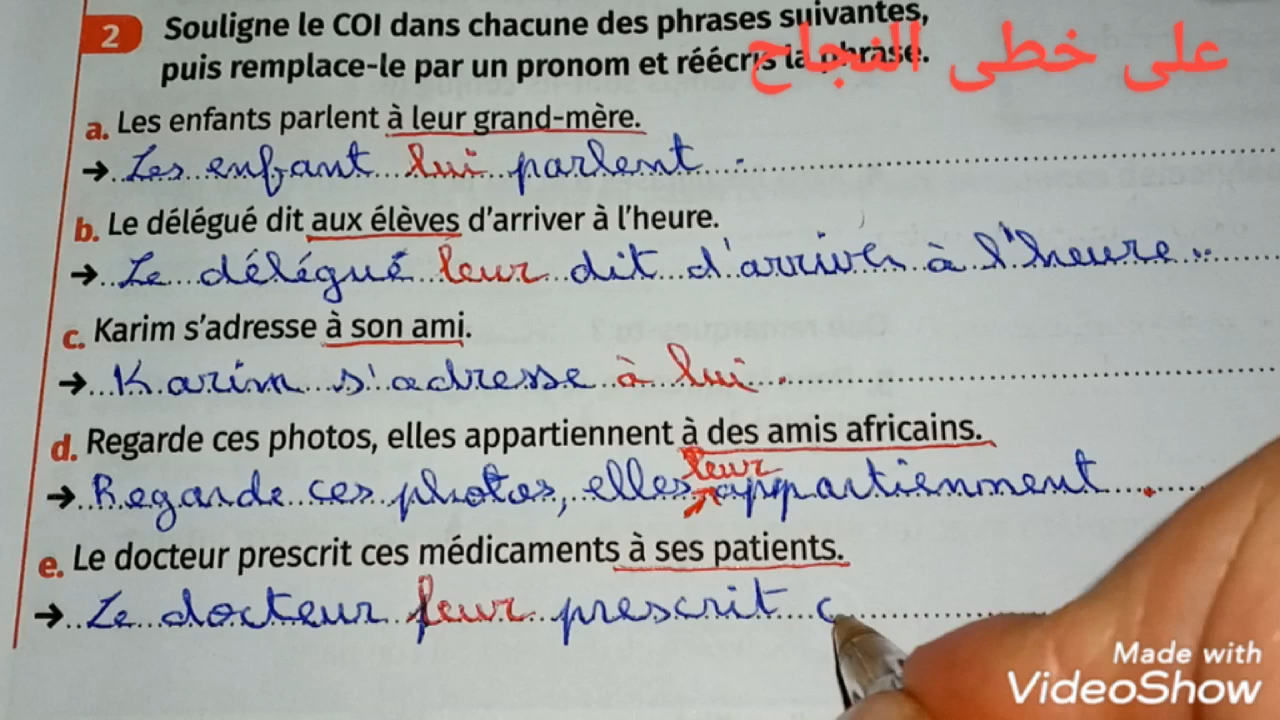 2 Souligne le COI dans chacune des phrases suivantes,
puis remplace-le par un pronom et réécris la phrase.
على خطى النجاح
a. Les enfants parlent à leur grand-mère.
→ Les enfant lui parlent .
b. Le délégué dit aux élèves d'arriver à l'heure.
→ Le délégué leur dit d'arriver à l'heure.
c. Karim s'adresse à son ami.
→ Karim s'adresse à lui.
d. Regarde ces photos, elles appartiennent à des amis africains.
→ Regarde ces photos, elles leur appartiennent.
e. Le docteur prescrit ces médicaments à ses patients.
→ Le docteur leur prescrit c
Made with
VideoShow